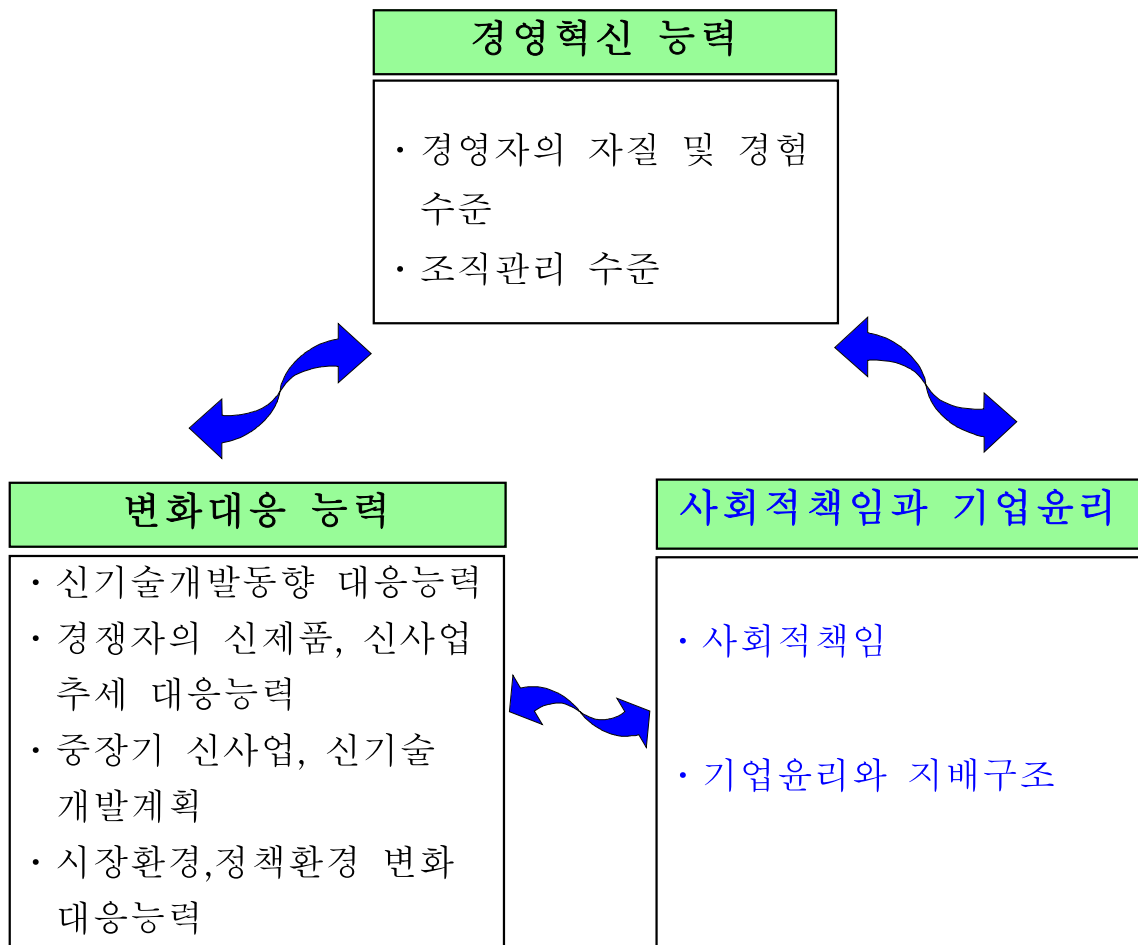 경영혁신 능력
· 경영자의 자질 및 경험
수준
· 조직관리 수준
변화대응 능력
· 신기술개발동향 대응능력
· 경쟁자의 신제품, 신사업
추세 대응능력
· 중장기 신사업, 신기술
개발계획
· 시장환경,정책환경 변화
대응능력
사회적책임과 기업윤리
· 사회적책임
· 기업윤리와 지배구조